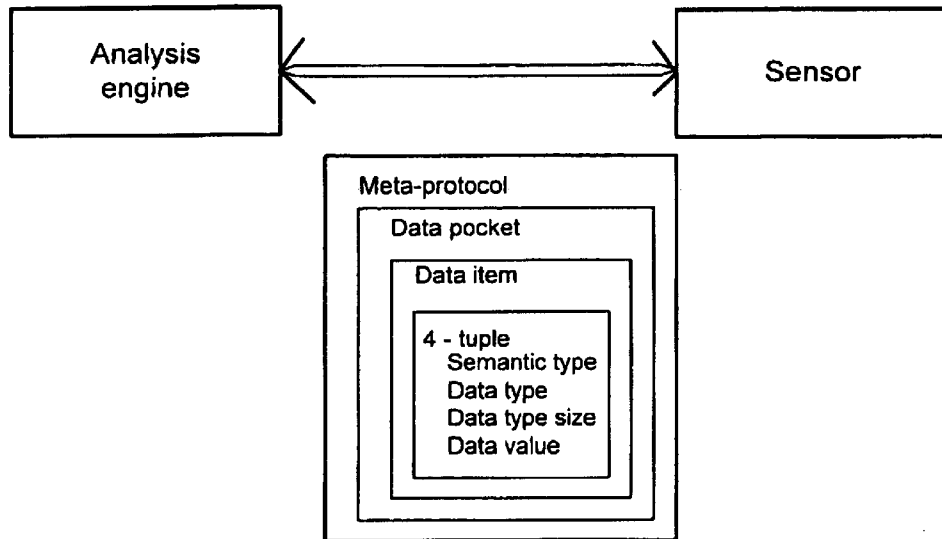 Analysis
engine
Sensor
Meta-protocol
Data pocket
Data item
4 - tuple
Semantic type
Data type
Data type size
Data value